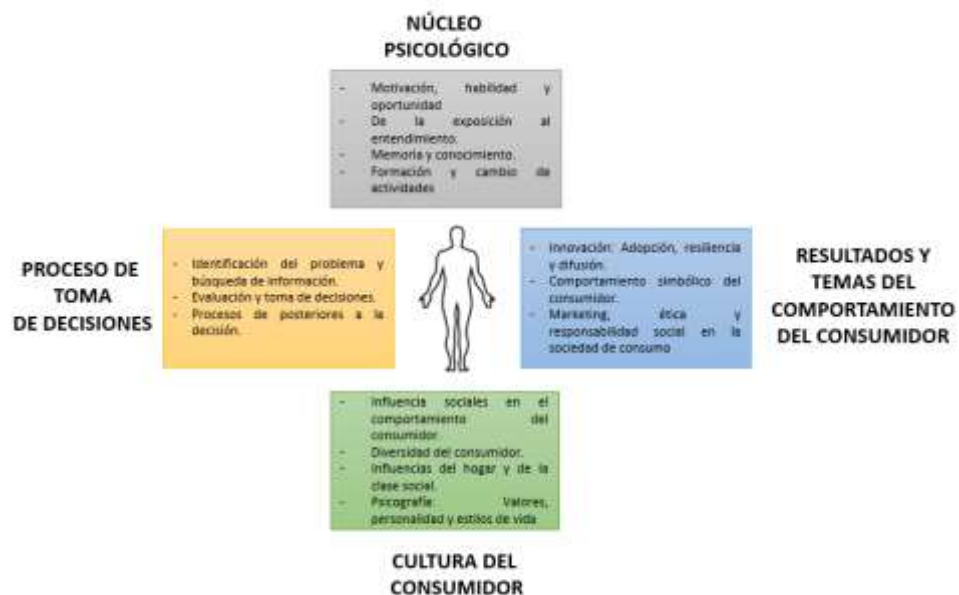 NÚCLEO
PSICOLÓGICO
- Motivación, habilidad y
oportunidad
- De la exposición al
entendimiento.
- Memoria y conocimiento.
- Formación y cambio de
actividades
PROCESO DE
TOMA
DE DECISIONES
- Identificación del problema y
búsqueda de información.
- Evaluación y toma de decisiones.
- Procesos de posteriores a la
decisión.
- Innovación: Adopción, resiliencia
y difusión.
- Comportamiento simbólico del
consumidor.
- Marketing, ética y
responsabilidad social en la
sociedad de consumo
RESULTADOS Y
TEMAS DEL
COMPORTAMIENTO
DEL CONSUMIDOR
- Influencia sociales en el
comportamiento del
consumidor.
- Diversidad del consumidor.
- Influencias del hogar y de la
clase social.
- Psicografía: Valores,
personalidad y estilos de vida
CULTURA DEL
CONSUMIDOR